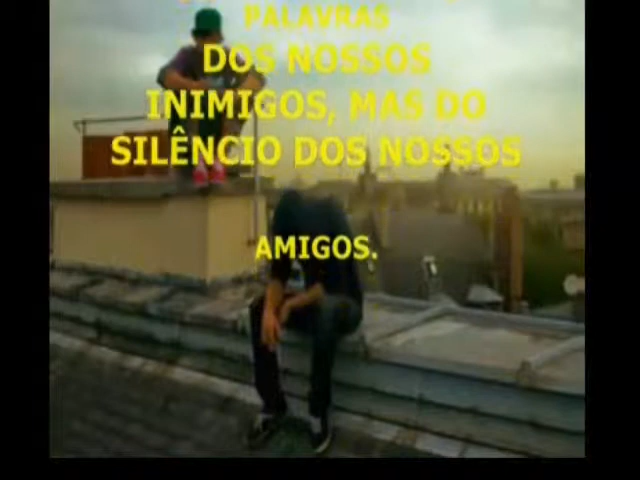 PALAVRAS
DOS NOSSOS
INIMIGOS, MAS DO
SILÊNCIO DOS NOSSOS
AMIGOS.